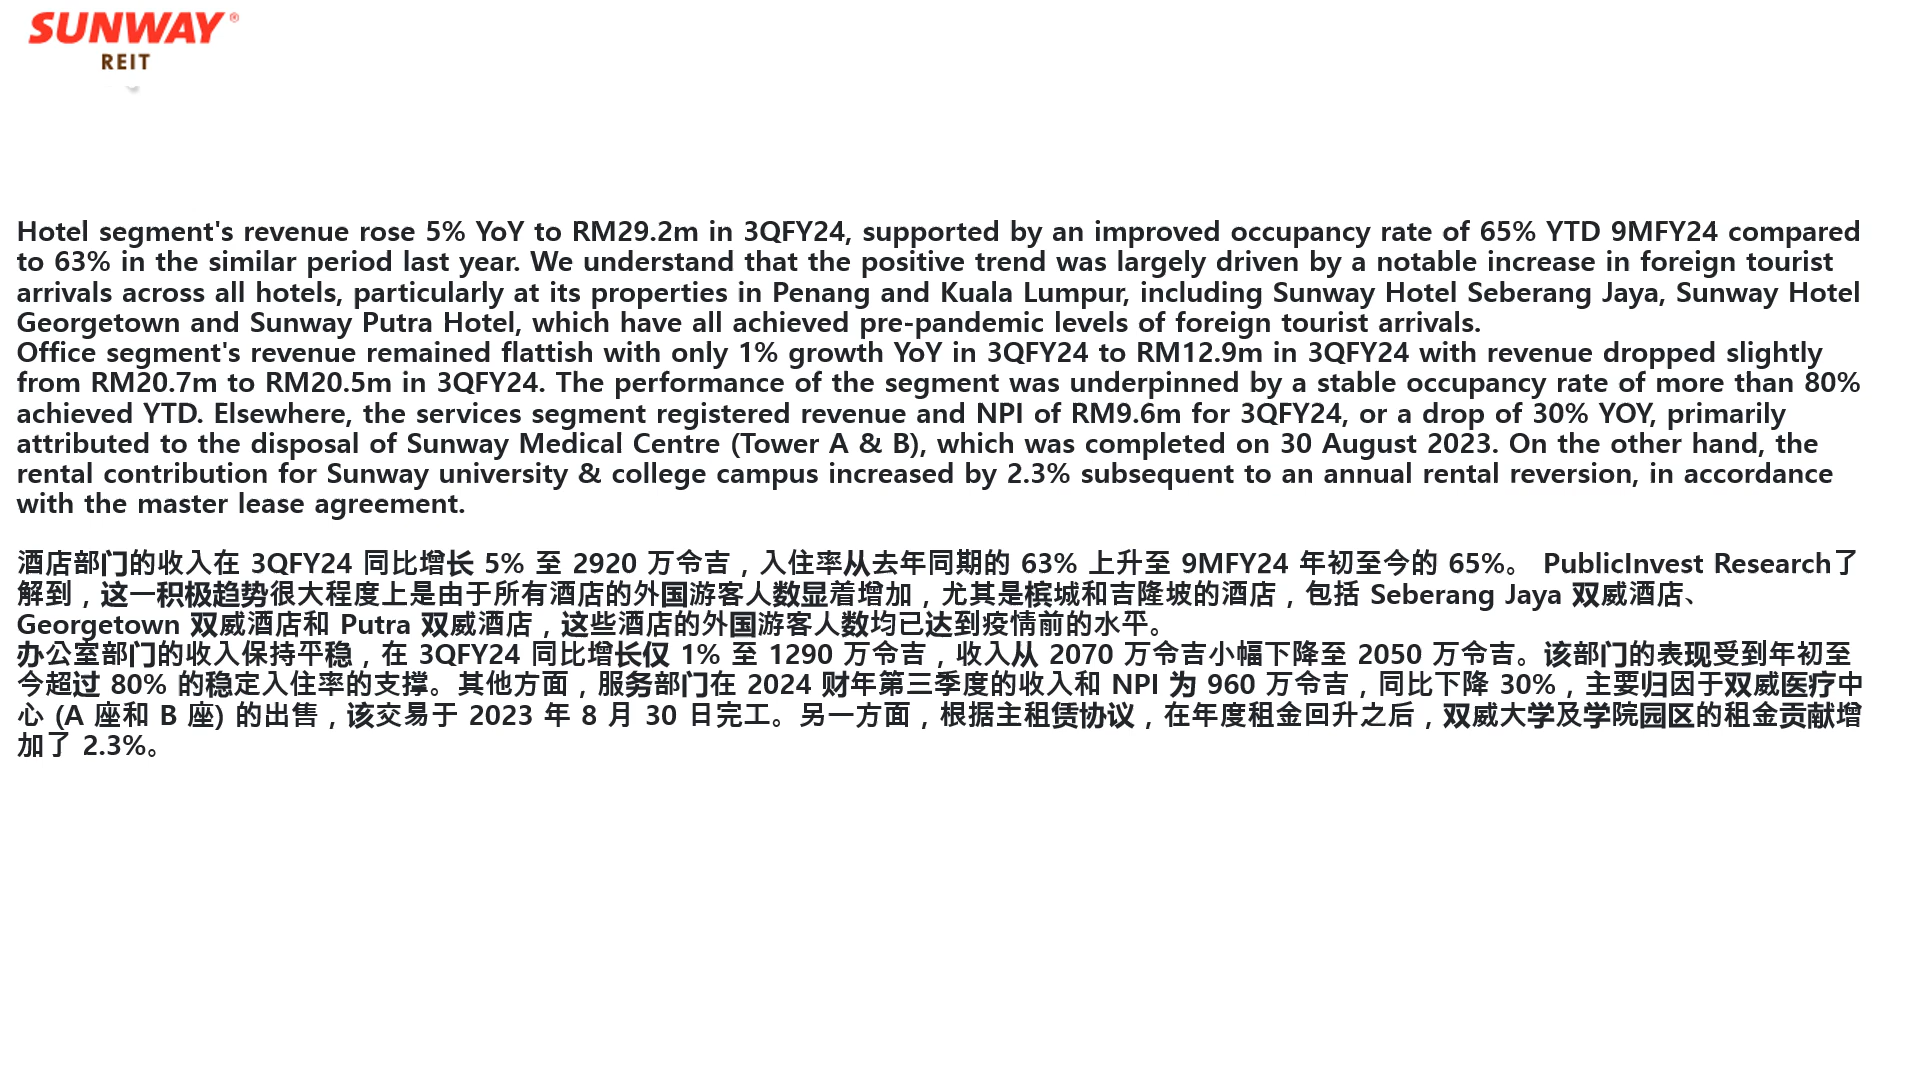 SUNWAY®
REIT
Hotel segment's revenue rose 5% YoY to RM29.2m in 3QFY24, supported by an improved occupancy rate of 65% YTD 9MFY24 compared
to 63% in the similar period last year. We understand that the positive trend was largely driven by a notable increase in foreign tourist
arrivals across all hotels, particularly at its properties in Penang and Kuala Lumpur, including Sunway Hotel Seberang Jaya, Sunway Hotel
Georgetown and Sunway Putra Hotel, which have all achieved pre-pandemic levels of foreign tourist arrivals.
Office segment's revenue remained flattish with only 1% growth YoY in 3QFY24 to RM12.9m in 3QFY24 with revenue dropped slightly
from RM20.7m to RM20.5m in 3QFY24. The performance of the segment was underpinned by a stable occupancy rate of more than 80%
achieved YTD. Elsewhere, the services segment registered revenue and NPI of RM9.6m for 3QFY24, or a drop of 30% YOY, primarily
attributed to the disposal of Sunway Medical Centre (Tower A & B), which was completed on 30 August 2023. On the other hand, the
rental contribution for Sunway university & college campus increased by 2.3% subsequent to an annual rental reversion, in accordance
with the master lease agreement.
酒店部门的收入在 3QFY24 同比增长 5% 至 2920 万令吉，入住率从去年同期的 63% 上升至 9MFY24 年初至今的 65%。 PublicInvest Research了
解到，这一积极趋势很大程度上是由于所有酒店的外国游客人数显着增加，尤其是槟城和吉隆坡的酒店，包括 Seberang Jaya 双威酒店、
Georgetown 双威酒店和 Putra 双威酒店，这些酒店的外国游客人数均已达到疫情前的水平。
办公室部门的收入保持平稳，在 3QFY24 同比增长仅 1% 至 1290 万令吉，收入从 2070 万令吉小幅下降至 2050 万令吉。该部门的表现受到年初至
今超过 80% 的稳定入住率的支撑。其他方面，服务部门在 2024 财年第三季度的收入和 NPI 为 960 万令吉，同比下降 30%，主要归因于双威医疗中
心 (A 座和 B 座) 的出售，该交易于 2023 年 8 月 30 日完工。另一方面，根据主租赁协议，在年度租金回升之后，双威大学及学院园区的租金贡献增
加了 2.3%。